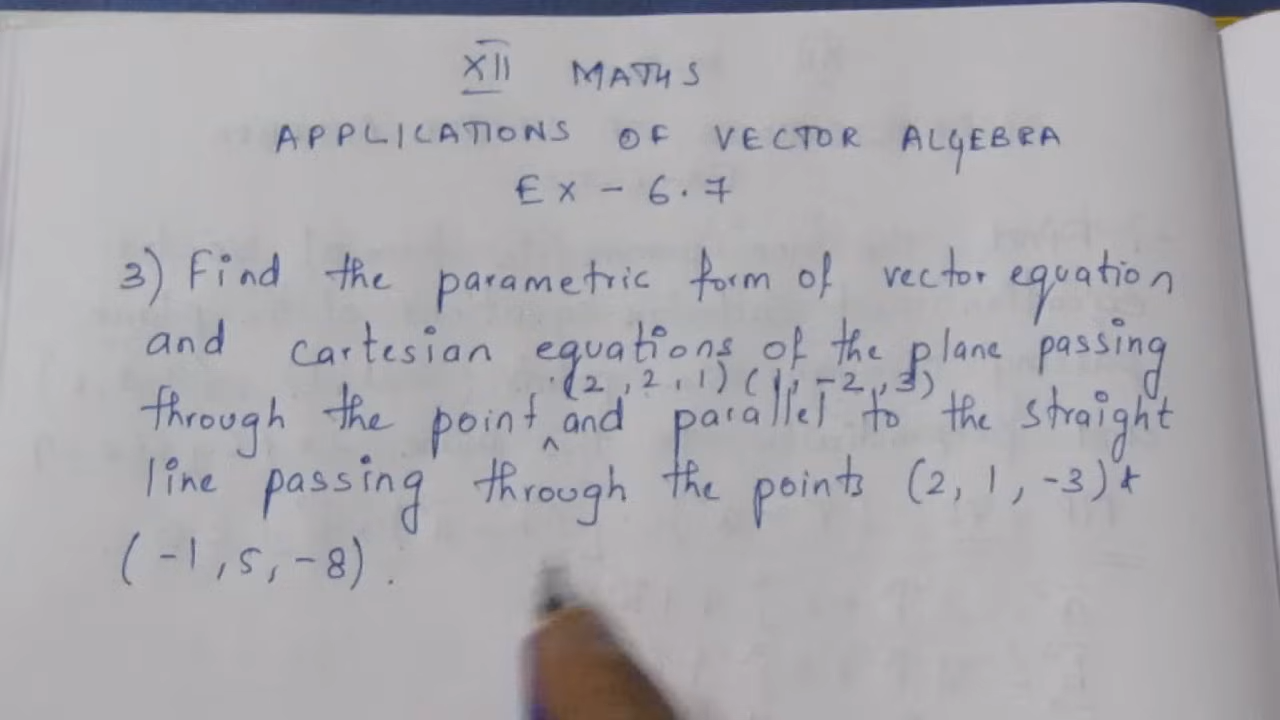 XII MATHS
APPLICATIONS OF VECTOR ALGEBRA
Ex - 6.7
3) Find the parametric form of vector equation
and cartesian equations of the plane passing
(2, 2, 1) (1, -2, 3)
through the point ^ and parallel to the straight
line passing through the points (2, 1, -3) &
(-1, 5, -8).